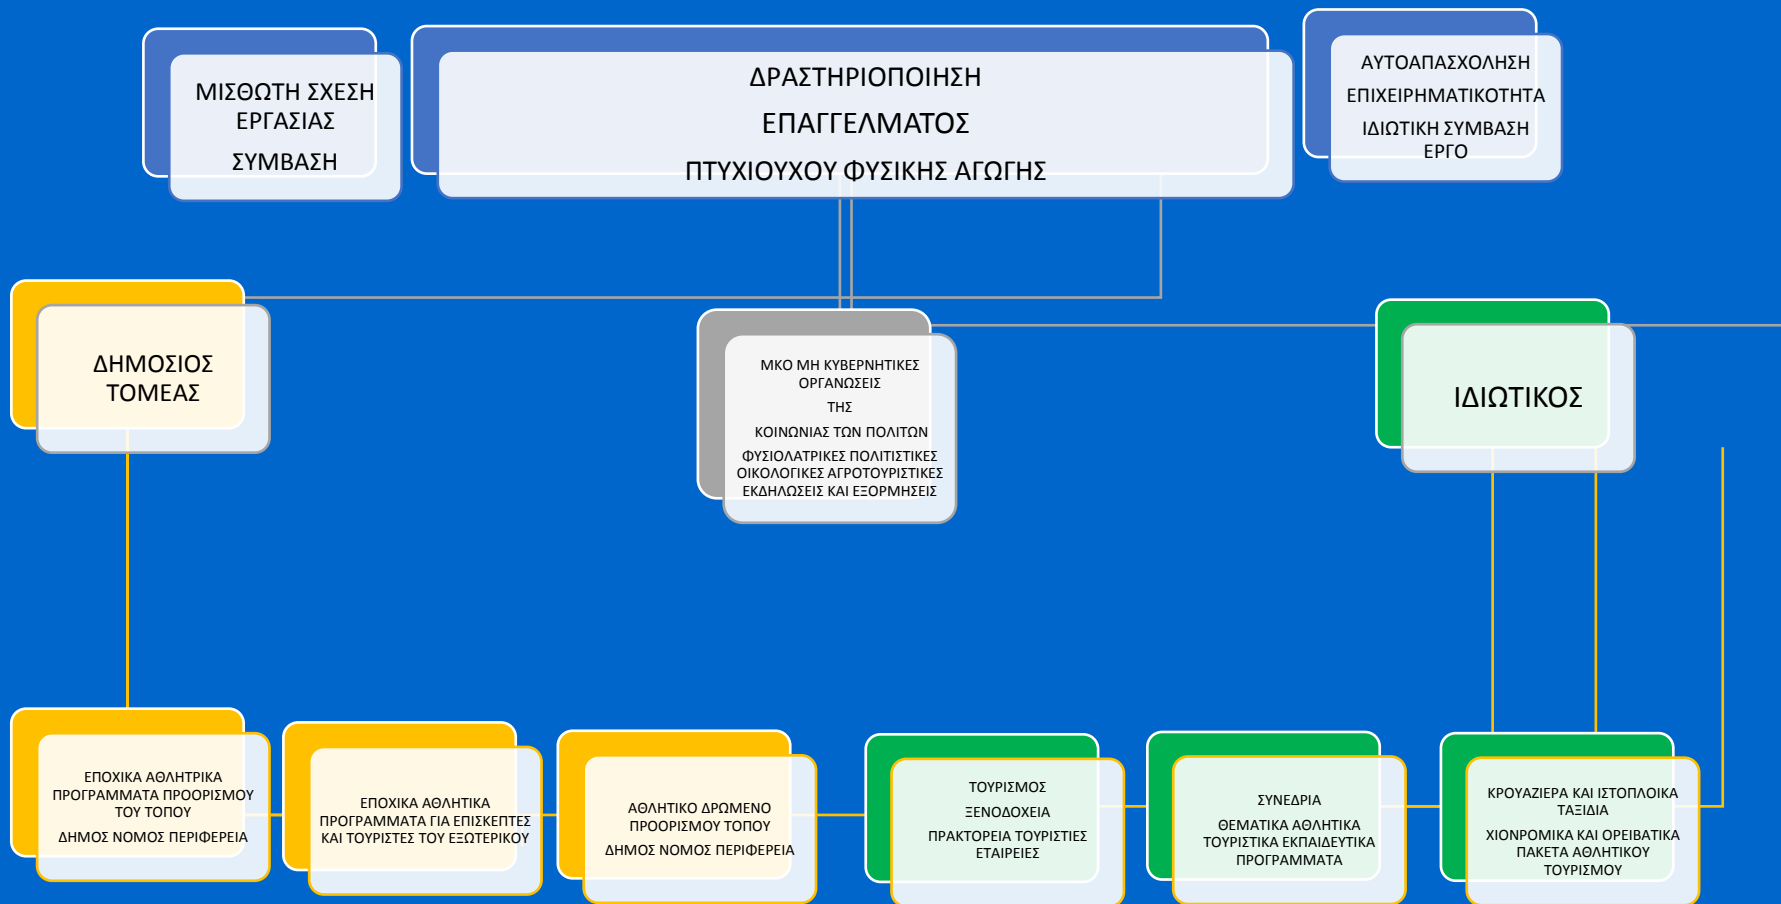 ΜΙΣΘΩΤΗ ΣΧΕΣΗ
ΕΡΓΑΣΙΑΣ
ΣΥΜΒΑΣΗ
ΔΡΑΣΤΗΡΙΟΠΟΙΗΣΗ
ΕΠΑΓΓΕΛΜΑΤΟΣ
ΠΤΥΧΙΟΥΧΟΥ ΦΥΣΙΚΗΣ ΑΓΩΓΗΣ
ΑΥΤΟΑΠΑΣΧΟΛΗΣΗ
ΕΠΙΧΕΙΡΗΜΑΤΙΚΟΤΗΤΑ
ΙΔΙΩΤΙΚΗ ΣΥΜΒΑΣΗ
ΕΡΓΟ
ΔΗΜΟΣΙΟΣ
ΤΟΜΕΑΣ
ΜΚΟ ΜΗ ΚΥΒΕΡΝΗΤΙΚΕΣ
ΟΡΓΑΝΩΣΕΙΣ
ΤΗΣ
ΚΟΙΝΩΝΙΑΣ ΤΩΝ ΠΟΛΙΤΩΝ
ΦΥΣΙΟΛΑΤΡΙΚΕΣ ΠΟΛΙΤΙΣΤΙΚΕΣ
ΟΙΚΟΛΟΓΙΚΕΣ ΑΓΡΟΤΟΥΡΙΣΤΙΚΕΣ
ΕΚΔΗΛΩΣΕΙΣ ΚΑΙ ΕΞΟΡΜΗΣΕΙΣ
ΙΔΙΩΤΙΚΟΣ
ΕΠΟΧΙΚΑ ΑΘΛΗΤΡΙΚΑ
ΠΡΟΓΡΑΜΜΑΤΑ ΠΡΟΟΡΙΣΜΟΥ
ΤΟΥ ΤΟΠΟΥ
ΔΗΜΟΣ ΝΟΜΟΣ ΠΕΡΙΦΕΡΕΙΑ
ΕΠΟΧΙΚΑ ΑΘΛΗΤΙΚΑ
ΠΡΟΓΡΑΜΜΑΤΑ ΓΙΑ ΕΠΙΣΚΕΠΤΕΣ
ΚΑΙ ΤΟΥΡΙΣΤΕΣ ΤΟΥ ΕΞΩΤΕΡΙΚΟΥ
ΑΘΛΗΤΙΚΟ ΔΡΩΜΕΝΟ
ΠΡΟΟΡΙΣΜΟΥ ΤΟΠΟΥ
ΔΗΜΟΣ ΝΟΜΟΣ ΠΕΡΙΦΕΡΕΙΑ
ΤΟΥΡΙΣΜΟΣ
ΞΕΝΟΔΟΧΕΙΑ
ΠΡΑΚΤΟΡΕΙΑ ΤΟΥΡΙΣΤΙΕΣ
ΕΤΑΙΡΕΙΕΣ
ΣΥΝΕΔΡΙΑ
ΘΕΜΑΤΙΚΑ ΑΘΛΗΤΙΚΑ
ΤΟΥΡΙΣΤΙΚΑ ΕΚΠΑΙΔΕΥΤΙΚΑ
ΠΡΟΓΡΑΜΜΑΤΑ
ΚΡΟΥΑΖΙΕΡΑ ΚΑΙ ΙΣΤΟΠΛΟΙΚΑ
ΤΑΞΙΔΙΑ
ΧΙΟΝΡΟΜΙΚΑ ΚΑΙ ΟΡΕΙΒΑΤΙΚΑ
ΠΑΚΕΤΑ ΑΘΛΗΤΙΚΟΥ
ΤΟΥΡΙΣΜΟΥ